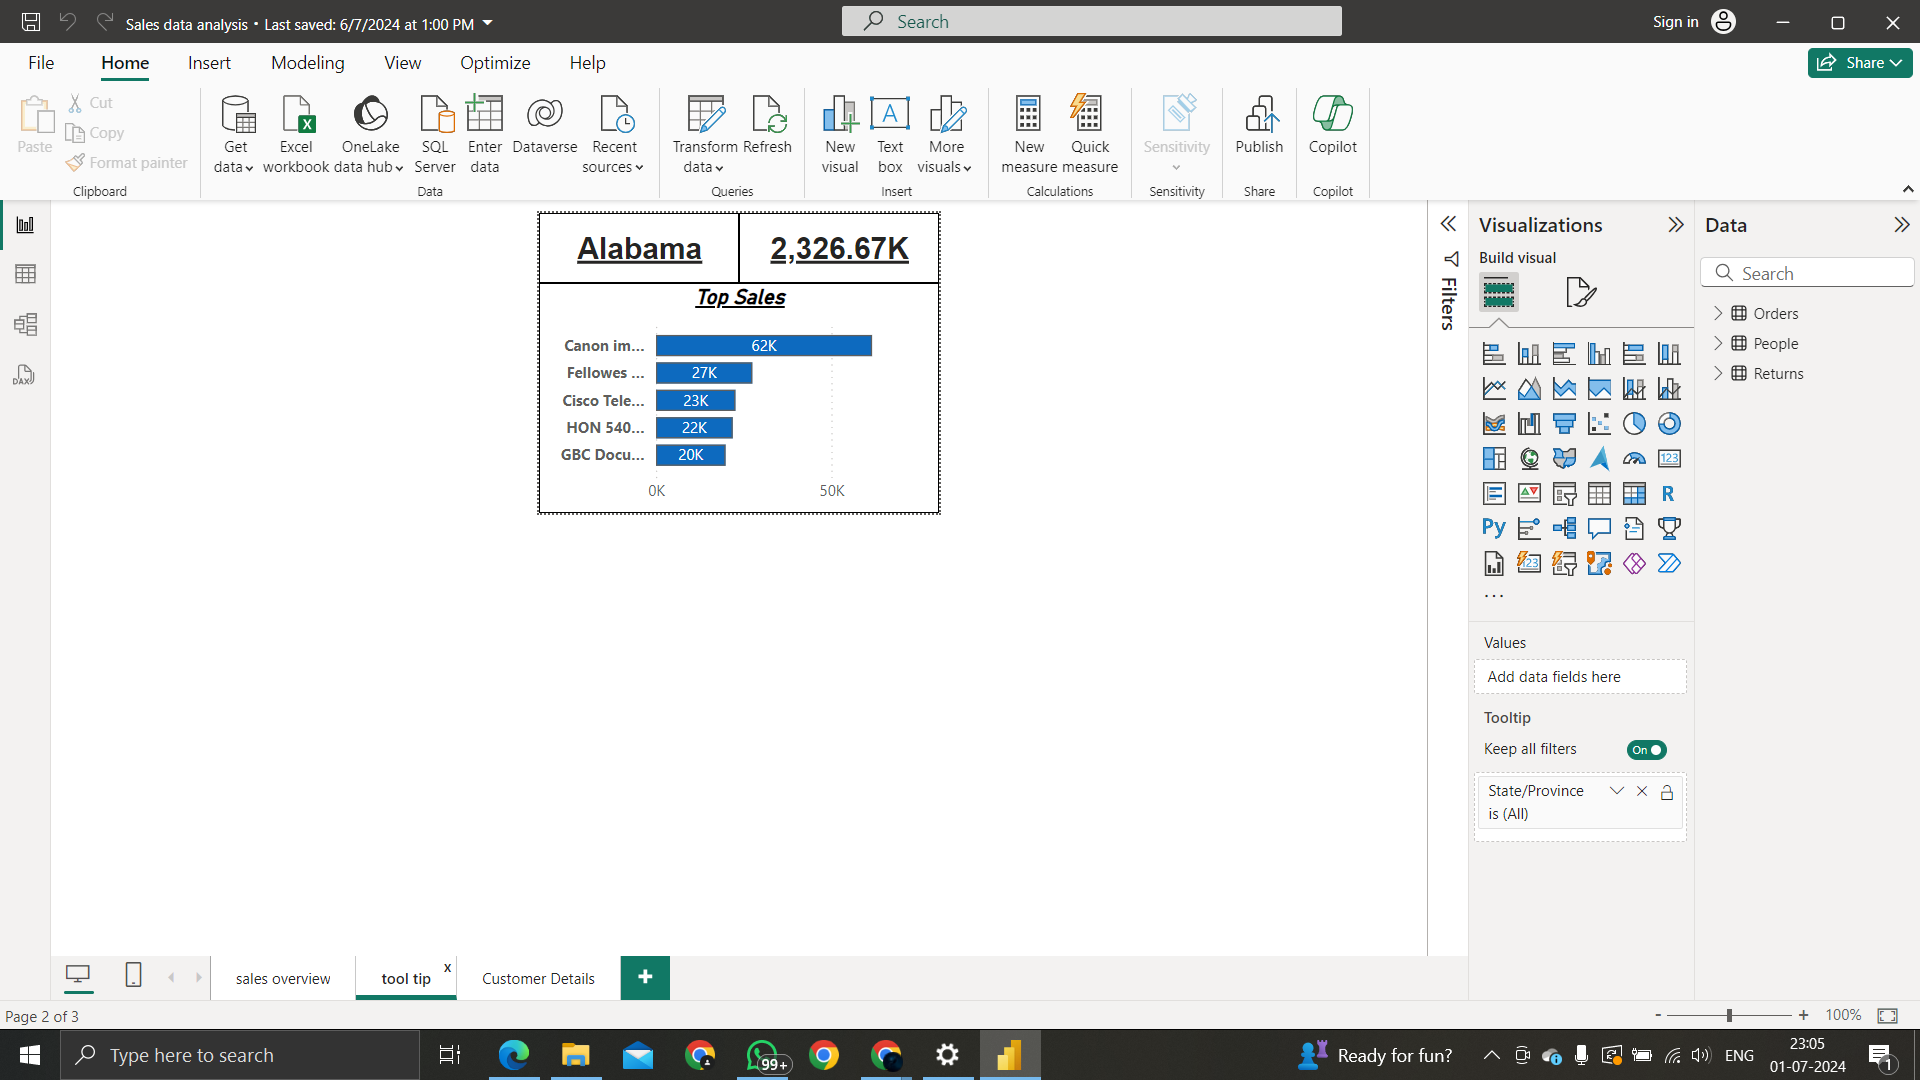 Sales data analysis • Last saved: 6/7/2024 at 1:00 PM
Search
Sign in
File
Home
Insert
Modeling
View
Optimize
Help
Share
Paste
Cut
Copy
Format painter
Clipboard
Get data
Excel workbook
OneLake data hub
SQL Server
Enter data
Dataverse
Recent sources
Data
Transform data
Refresh
Queries
New visual
Text box
A
More visuals
Insert
New measure
Quick measure
Calculations
Sensitivity
Sensitivity
Publish
Share
Copilot
Copilot
DAX
Alabama
2,326.67K
Top Sales
Canon im... 62K
Fellowes ... 27K
Cisco Tele... 23K
HON 540... 22K
GBC Docu... 20K
0K
50K
Filters
Visualizations
Build visual
123
R
Py
123
...
Values
Add data fields here
Tooltip
Keep all filters
On
State/Province
is (All)
Data
Search
Orders
People
Returns
sales overview
tool tip
x
Customer Details
+
Page 2 of 3
- + 100%
Type here to search
99+
Ready for fun?
ENG
23:05
01-07-2024
1